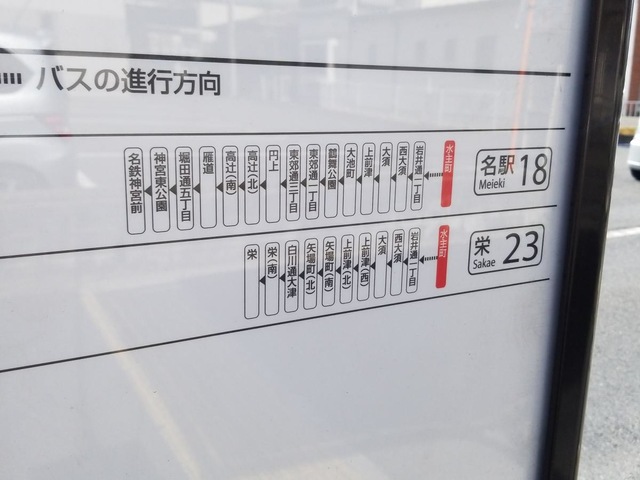 バスの進行方向
名駅 18
Meieki
水主町
岩井通一丁目
西大須
大須
上前津
大池町
鶴舞公園
東郊通一丁目
東郊通三丁目
円上
高辻(北)
高辻(南)
雁道
堀田通五丁目
神宮東公園
名鉄神宮前
栄 23
Sakae
水主町
岩井通一丁目
西大須
大須
上前津(西)
上前津(北)
矢場町(南)
矢場町(北)
白川通大津
栄(南)
栄